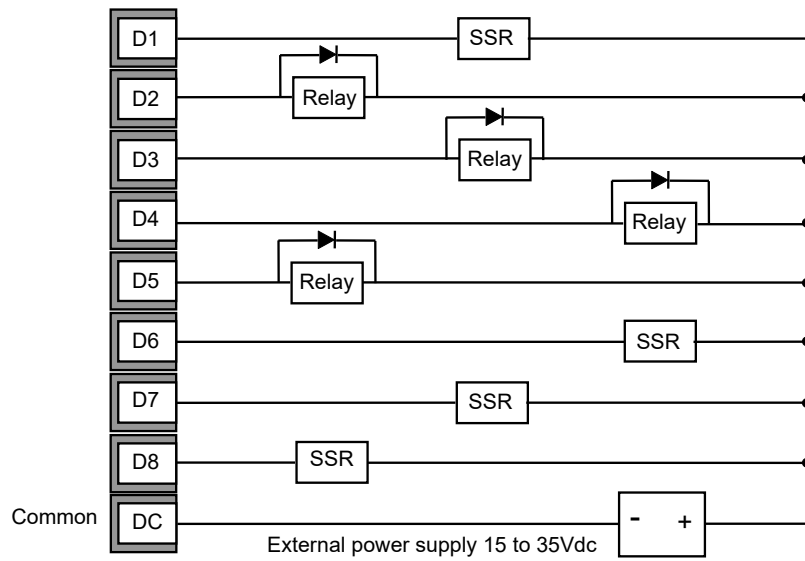 D1 SSR
D2 Relay
D3 Relay
D4 Relay
D5 Relay
D6 SSR
D7 SSR
D8 SSR
Common DC - +
External power supply 15 to 35Vdc